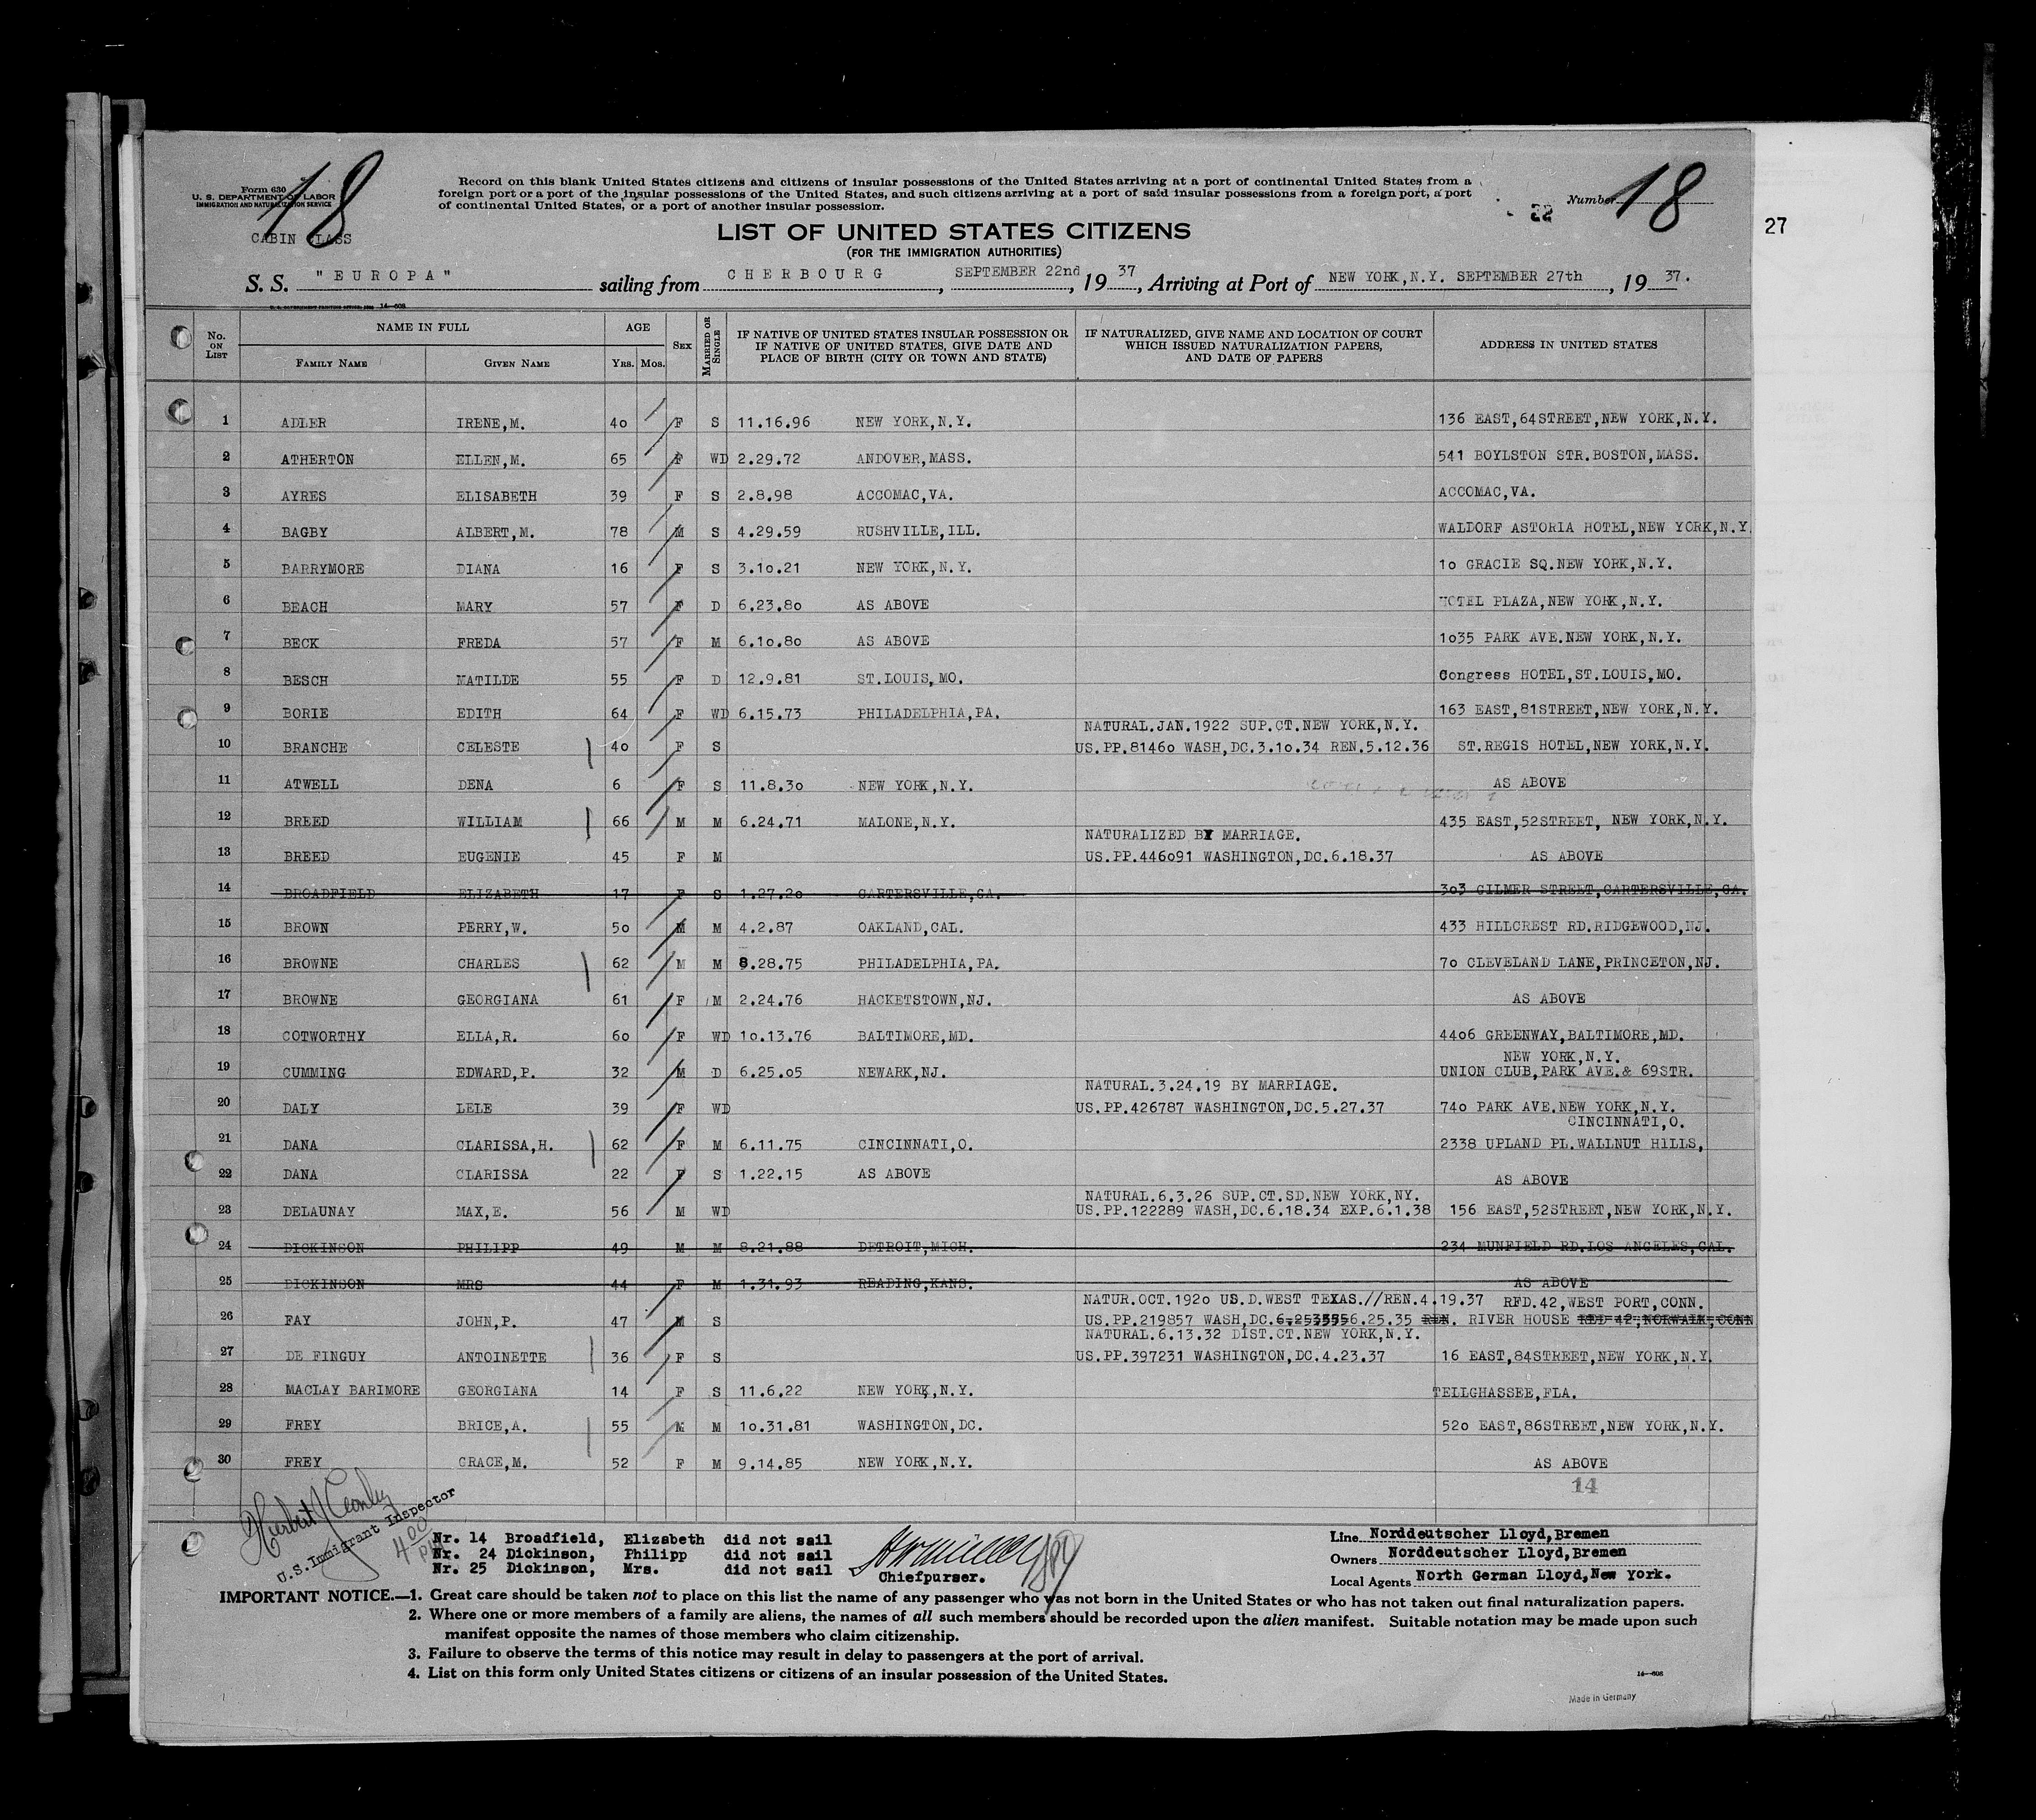 18
Form 630
U. S. DEPARTMENT OF LABOR
IMMIGRATION AND NATURALIZATION SERVICE
CABIN CLASS
Record on this blank United States citizens and citizens of insular possessions of the United States arriving at a port of continental United States from a
foreign port or a port of the insular possessions of the United States, and such citizens arriving at a port of said insular possessions from a foreign port, a port
of continental United States, or a port of another insular possession.
22
Number 18
27
LIST OF UNITED STATES CITIZENS
(FOR THE IMMIGRATION AUTHORITIES)
S. S. "EUROPA" sailing from CHERBOURG, SEPTEMBER 22nd, 19 37, Arriving at Port of NEW YORK,N.Y. SEPTEMBER 27th, 19 37.
No. ON LIST
NAME IN FULL
FAMILY NAME GIVEN NAME
AGE
YRS. MOS.
SEX
MARRIED OR SINGLE
IF NATIVE OF UNITED STATES INSULAR POSSESSION OR
IF NATIVE OF UNITED STATES, GIVE DATE AND
PLACE OF BIRTH (CITY OR TOWN AND STATE)
IF NATURALIZED, GIVE NAME AND LOCATION OF COURT
WHICH ISSUED NATURALIZATION PAPERS,
AND DATE OF PAPERS
ADDRESS IN UNITED STATES
1 ADLER IRENE,M. 40 F S 11.16.96 NEW YORK,N.Y. 136 EAST,64STREET,NEW YORK,N.Y.
2 ATHERTON ELLEN,M. 65 F WD 2.29.72 ANDOVER,MASS. 541 BOYLSTON STR.BOSTON,MASS.
3 AYRES ELISABETH 39 F S 2.8.98 ACCOMAC,VA. ACCOMAC,VA.
4 BAGBY ALBERT,M. 78 M S 4.29.59 RUSHVILLE,ILL. WALDORF ASTORIA HOTEL,NEW YORK,N.Y.
5 BARRYMORE DIANA 16 F S 3.10.21 NEW YORK,N.Y. 10 GRACIE SQ.NEW YORK,N.Y.
6 BEACH MARY 57 F D 6.23.80 AS ABOVE HOTEL PLAZA,NEW YORK,N.Y.
7 BECK FREDA 57 F M 6.10.80 AS ABOVE 1035 PARK AVE.NEW YORK,N.Y.
8 BESCH MATILDE 55 F D 12.9.81 ST.LOUIS,MO. Congress HOTEL,ST.LOUIS,MO.
9 BORIE EDITH 64 F WD 6.15.73 PHILADELPHIA,PA. 163 EAST,81STREET,NEW YORK,N.Y.
NATURAL.JAN.1922 SUP.CT.NEW YORK,N.Y.
10 BRANCHE CELESTE 40 F S US.PP.81460 WASH,DC.3.10.34 REN.5.12.36 ST.REGIS HOTEL,NEW YORK,N.Y.
11 ATWELL DENA 6 F S 11.8.30 NEW YORK,N.Y. AS ABOVE
12 BREED WILLIAM 66 M M 6.24.71 MALONE,N.Y. 435 EAST,52STREET, NEW YORK,N.Y.
NATURALIZED BY MARRIAGE.
13 BREED EUGENIE 45 F M US.PP.446091 WASHINGTON,DC.6.18.37 AS ABOVE
14 BROADFIELD ELIZABETH 17 F S 1.27.20 CARTERSVILLE,GA. 303 GILMER STREET,CARTERSVILLE,GA.
15 BROWN PERRY,W. 50 M M 4.2.87 OAKLAND,CAL. 433 HILLCREST RD.RIDGEWOOD,NJ.
16 BROWNE CHARLES 62 M M 8.28.75 PHILADELPHIA,PA. 70 CLEVELAND LANE,PRINCETON,NJ.
17 BROWNE GEORGIANA 61 F M 2.24.76 HACKETSTOWN,NJ. AS ABOVE
18 COTWORTHY ELLA,R. 60 F WD 10.13.76 BALTIMORE,MD. 4406 GREENWAY,BALTIMORE,MD.
NEW YORK,N.Y.
19 CUMMING EDWARD,P. 32 M D 6.25.05 NEWARK,NJ. UNION CLUB,PARK AVE.& 69STR.
NATURAL.3.24.19 BY MARRIAGE.
20 DALY LELE 39 F WD US.PP.426787 WASHINGTON,DC.5.27.37 740 PARK AVE.NEW YORK,N.Y.
CINCINNATI,O.
21 DANA CLARISSA,H. 62 F M 6.11.75 CINCINNATI,O. 2338 UPLAND PL.WALLNUT HILLS,
22 DANA CLARISSA 22 F S 1.22.15 AS ABOVE AS ABOVE
NATURAL.6.3.26 SUP.CT.SD.NEW YORK,NY.
23 DELAUNAY MAX,E. 56 M WD US.PP.122289 WASH,DC.6.18.34 EXP.6.1.38 156 EAST,52STREET,NEW YORK,N.Y.
24 DICKINSON PHILIPP 49 M M 8.21.88 DETROIT,MICH. 234 MUNFIELD RD.LOS ANGELES,CAL.
25 DICKINSON MRS 44 F M 1.31.93 READING,KANS. AS ABOVE
NATUR.OCT.1920 US.D.WEST TEXAS.//REN.4.19.37 RFD.42,WEST PORT,CONN.
26 FAY JOHN,P. 47 M S US.PP.219857 WASH,DC. 6.25.35 REN. RIVER HOUSE RFD 42,NORWALK,CONN
NATURAL.6.13.32 DIST.CT.NEW YORK,N.Y.
27 DE FINGUY ANTOINETTE 36 F S US.PP.397231 WASHINGTON,DC.4.23.37 16 EAST,84STREET,NEW YORK,N.Y.
28 MACLAY BARIMORE GEORGIANA 14 F S 11.6.22 NEW YORK,N.Y. TELLGHASSEE,FLA.
29 FREY BRICE,A. 55 M M 10.31.81 WASHINGTON,DC. 520 EAST,86STREET,NEW YORK,N.Y.
30 FREY GRACE,M. 52 F M 9.14.85 NEW YORK,N.Y. AS ABOVE
14
U.S. Immigrant Inspector
4 00 PM
Nr. 14 Broadfield, Elizabeth did not sail
Nr. 24 Dickinson, Philipp did not sail
Nr. 25 Dickinson, Mrs. did not sail
Chiefpurser.
Line Norddeutscher Lloyd,Bremen
Owners Norddeutscher Lloyd,Bremen
Local Agents North German Lloyd,New York.
IMPORTANT NOTICE.—1. Great care should be taken not to place on this list the name of any passenger who was not born in the United States or who has not taken out final naturalization papers.
2. Where one or more members of a family are aliens, the names of all such members should be recorded upon the alien manifest. Suitable notation may be made upon such
manifest opposite the names of those members who claim citizenship.
3. Failure to observe the terms of this notice may result in delay to passengers at the port of arrival.
4. List on this form only United States citizens or citizens of an insular possession of the United States.
14—608
Made in Germany